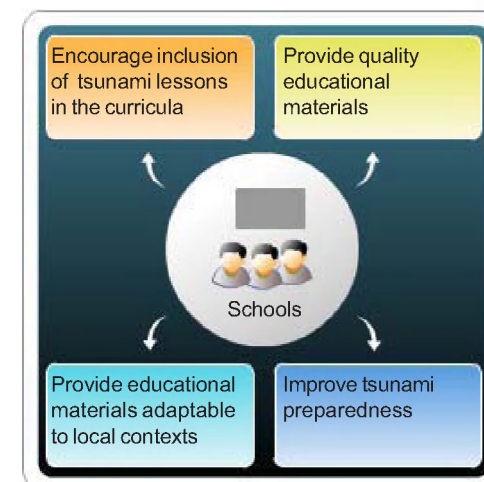 Encourage inclusion
of tsunami lessons
in the curricula
Provide quality
educational
materials
Schools
Provide educational
materials adaptable
to local contexts
Improve tsunami
preparedness